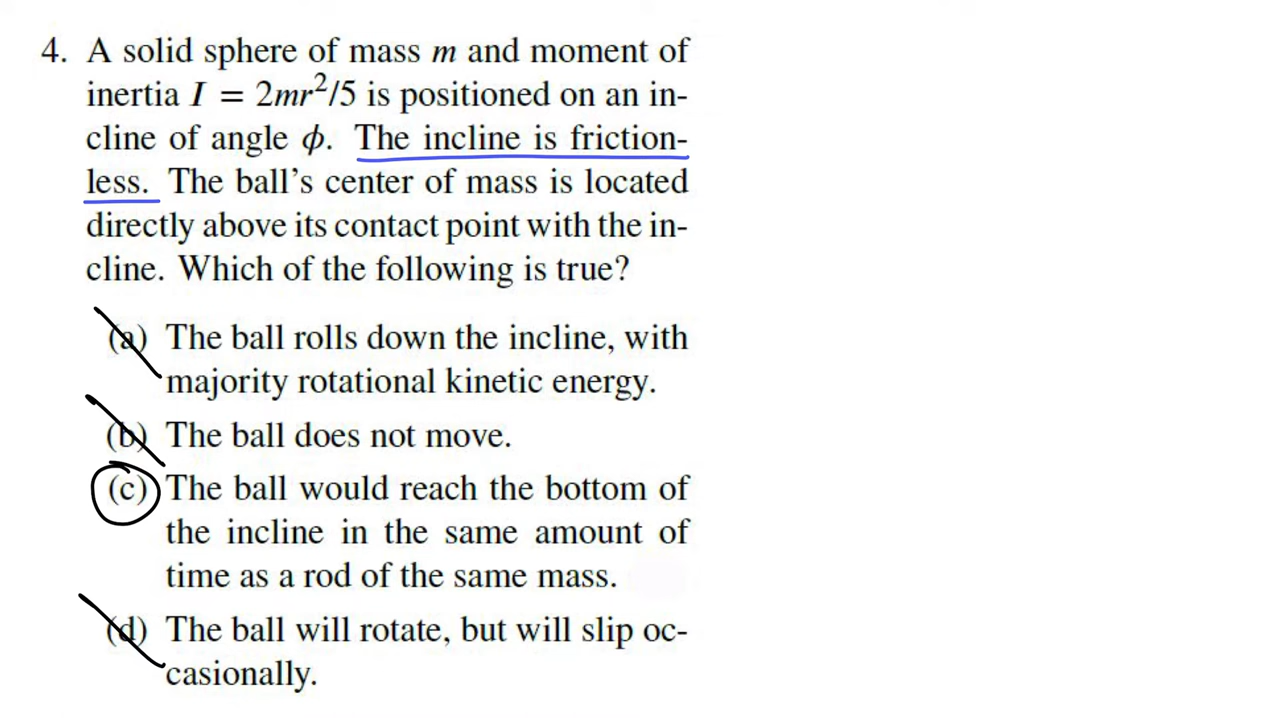 4. A solid sphere of mass m and moment of
inertia I = 2mr²/5 is positioned on an in-
cline of angle ϕ. The incline is friction-
less. The ball's center of mass is located
directly above its contact point with the in-
cline. Which of the following is true?
(a) The ball rolls down the incline, with
majority rotational kinetic energy.
(b) The ball does not move.
(c) The ball would reach the bottom of
the incline in the same amount of
time as a rod of the same mass.
(d) The ball will rotate, but will slip oc-
casionally.